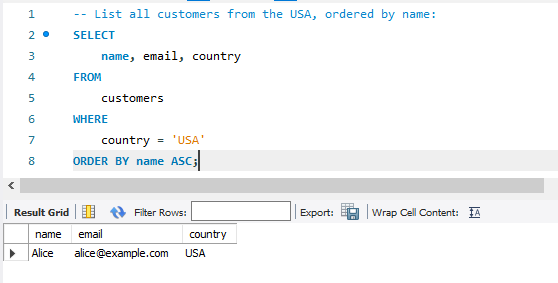 1 -- List all customers from the USA, ordered by name:
2 SELECT
3 name, email, country
4 FROM
5 customers
6 WHERE
7 country = 'USA'
8 ORDER BY name ASC;
Result Grid Filter Rows: Export: Wrap Cell Content: IA
name email country
Alice alice@example.com USA